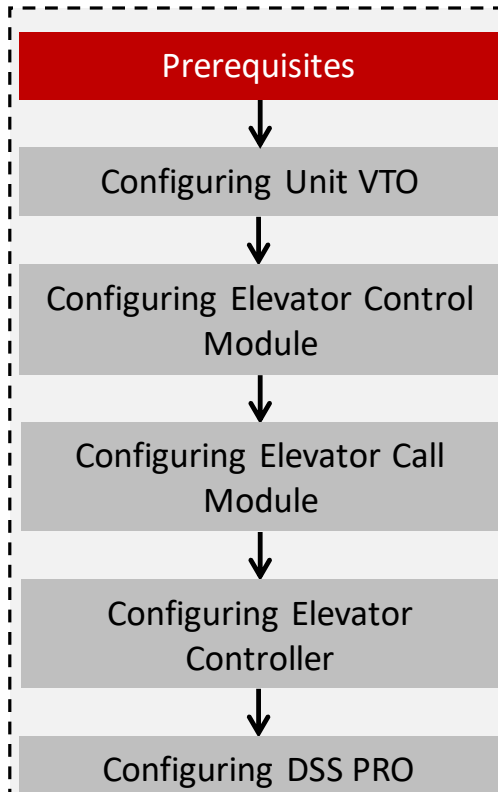 Prerequisites
Configuring Unit VTO
Configuring Elevator Control
Module
Configuring Elevator Call
Module
Configuring Elevator
Controller
Configuring DSS PRO